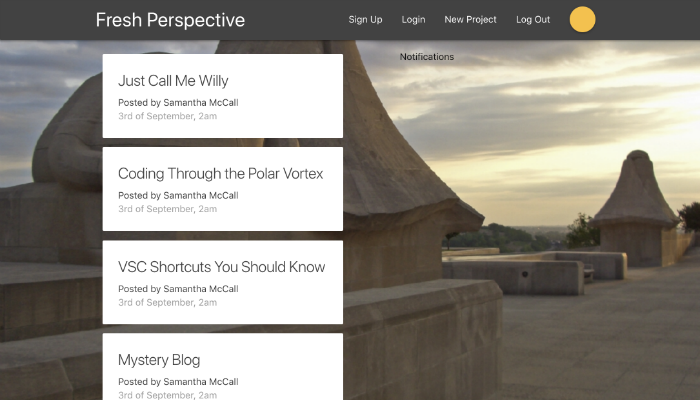 Fresh Perspective
Sign Up Login New Project Log Out
Notifications
Just Call Me Willy
Posted by Samantha McCall
3rd of September, 2am
Coding Through the Polar Vortex
Posted by Samantha McCall
3rd of September, 2am
VSC Shortcuts You Should Know
Posted by Samantha McCall
3rd of September, 2am
Mystery Blog
Posted by Samantha McCall
3rd of September, 2am